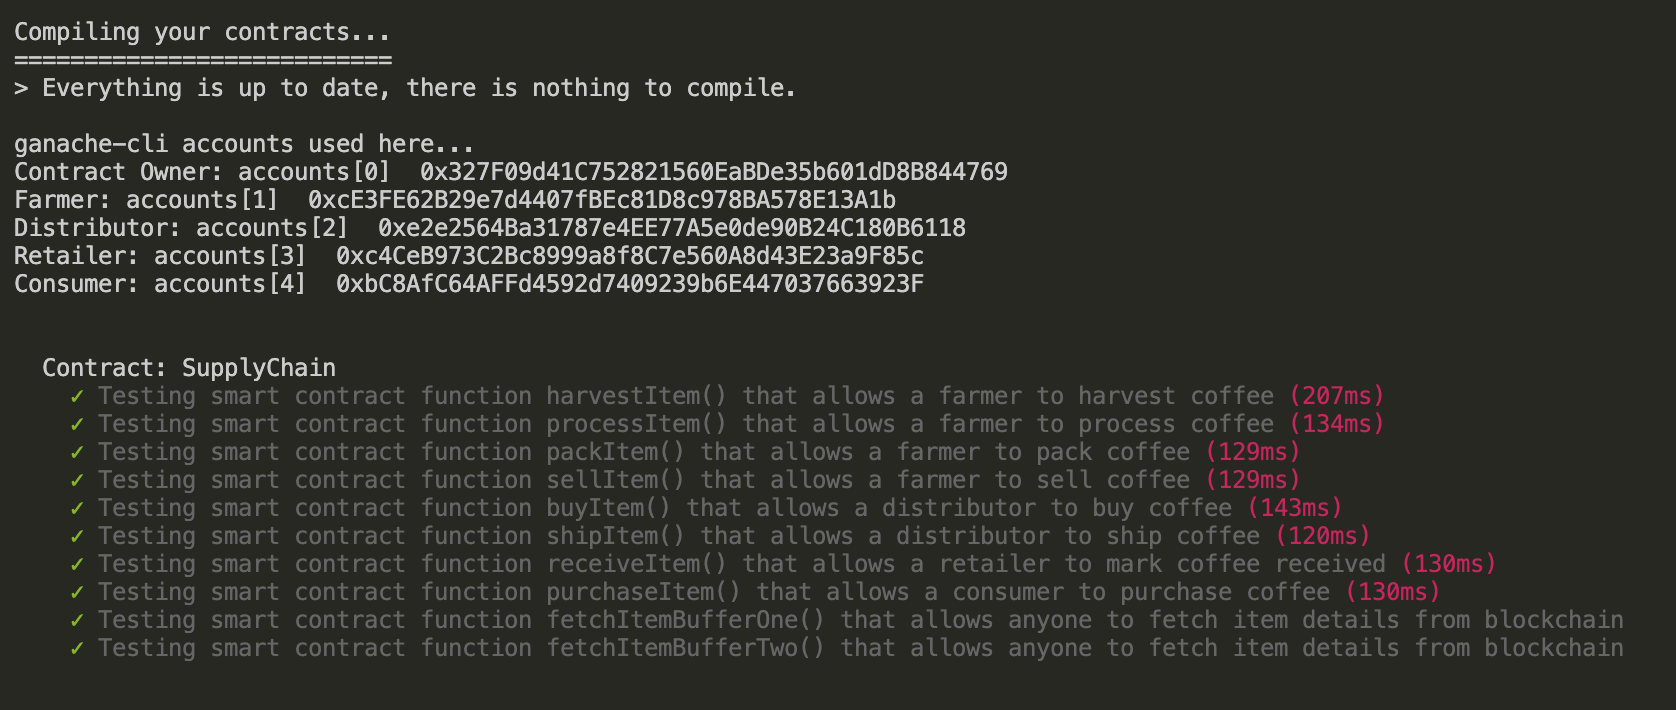 Compiling your contracts...
===========================
> Everything is up to date, there is nothing to compile.
ganache-cli accounts used here...
Contract Owner: accounts[0]  0x327F09d41C752821560EaBDe35b601dD8B844769
Farmer: accounts[1]  0xcE3FE62B29e7d4407fBEc81D8c978BA578E13A1b
Distributor: accounts[2]  0xe2e2564Ba31787e4EE77A5e0de90B24C180B6118
Retailer: accounts[3]  0xc4CeB973C2Bc8999a8f8C7e560A8d43E23a9F85c
Consumer: accounts[4]  0xbC8AfC64AFFd4592d7409239b6E447037663923F
Contract: SupplyChain
✓ Testing smart contract function harvestItem() that allows a farmer to harvest coffee (207ms)
✓ Testing smart contract function processItem() that allows a farmer to process coffee (134ms)
✓ Testing smart contract function packItem() that allows a farmer to pack coffee (129ms)
✓ Testing smart contract function sellItem() that allows a farmer to sell coffee (129ms)
✓ Testing smart contract function buyItem() that allows a distributor to buy coffee (143ms)
✓ Testing smart contract function shipItem() that allows a distributor to ship coffee (120ms)
✓ Testing smart contract function receiveItem() that allows a retailer to mark coffee received (130ms)
✓ Testing smart contract function purchaseItem() that allows a consumer to purchase coffee (130ms)
✓ Testing smart contract function fetchItemBufferOne() that allows anyone to fetch item details from blockchain
✓ Testing smart contract function fetchItemBufferTwo() that allows anyone to fetch item details from blockchain